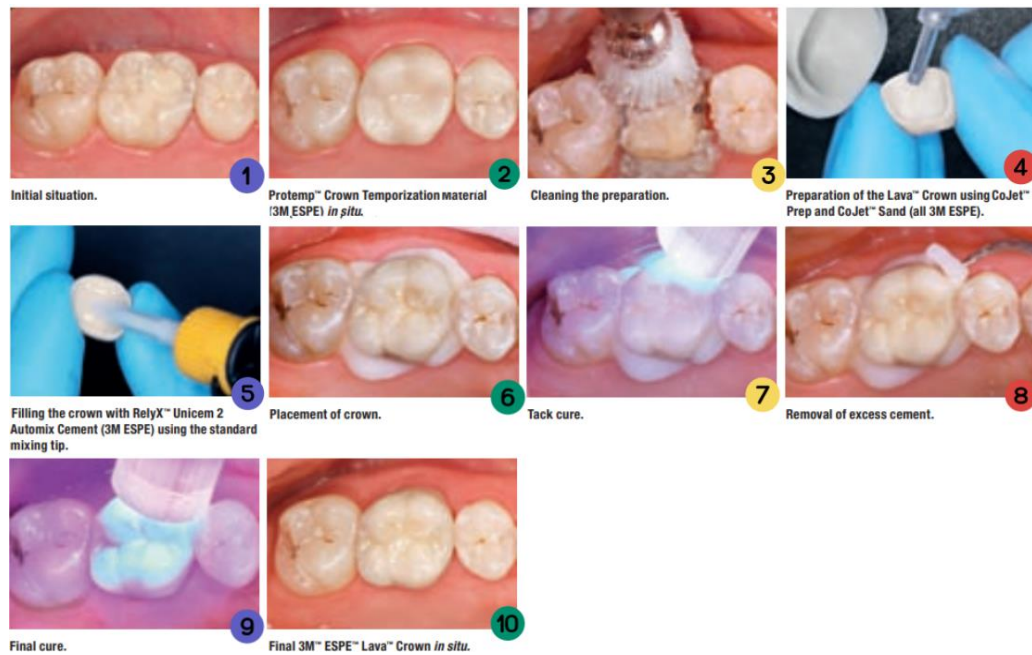 1
Initial situation.
2
Protemp™ Crown Temporization Material
(3M ESPE) in situ.
3
Cleaning the preparation.
4
Preparation of the Lava™ Crown using CoJet™
Prep and CoJet™ Sand (all 3M ESPE).
5
Filling the crown with RelyX™ Unicem 2
Automix Cement (3M ESPE) using the standard
mixing tip.
6
Placement of crown.
7
Tack cure.
8
Removal of excess cement.
9
Final cure.
10
Final 3M™ ESPE™ Lava™ Crown in situ.